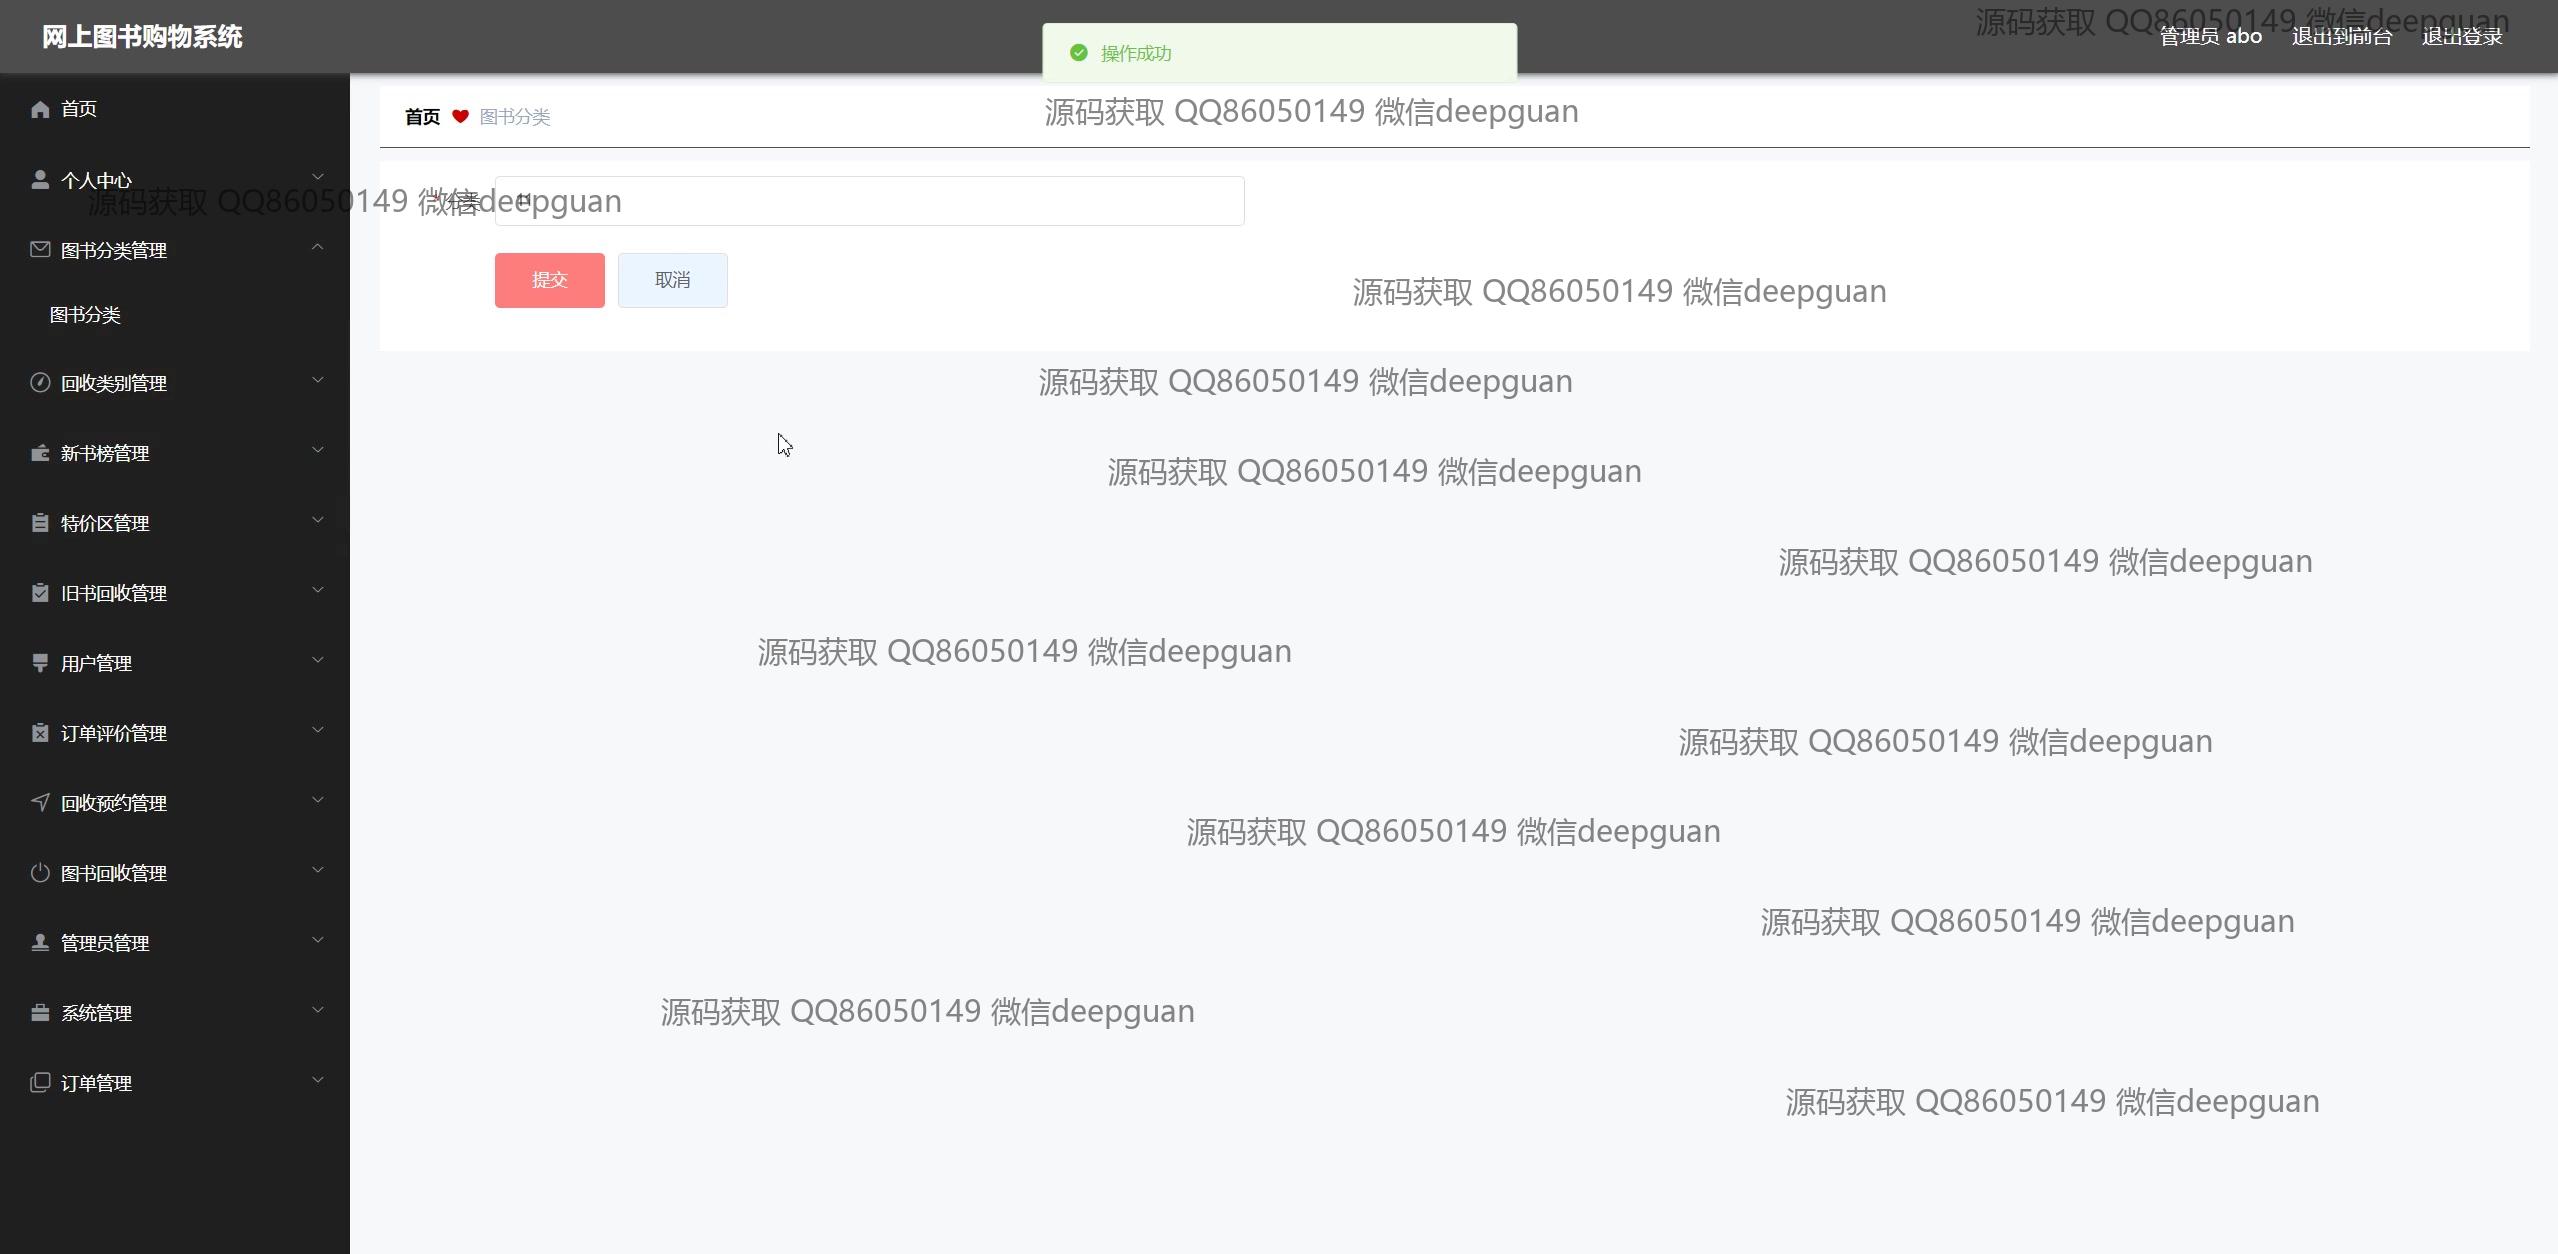 网上图书购物系统
操作成功
源码获取 QQ86050149 微信deepguan
管理员 abo 退出到前台 退出登录
首页
首页 图书分类
源码获取 QQ86050149 微信deepguan
个人中心
源码获取 QQ86050149 微信deepguan
* 分类
图书分类管理
提交 取消
源码获取 QQ86050149 微信deepguan
图书分类
回收类别管理
源码获取 QQ86050149 微信deepguan
新书榜管理
源码获取 QQ86050149 微信deepguan
特价区管理
源码获取 QQ86050149 微信deepguan
旧书回收管理
用户管理
源码获取 QQ86050149 微信deepguan
订单评价管理
源码获取 QQ86050149 微信deepguan
回收预约管理
源码获取 QQ86050149 微信deepguan
图书回收管理
源码获取 QQ86050149 微信deepguan
管理员管理
系统管理
源码获取 QQ86050149 微信deepguan
订单管理
源码获取 QQ86050149 微信deepguan